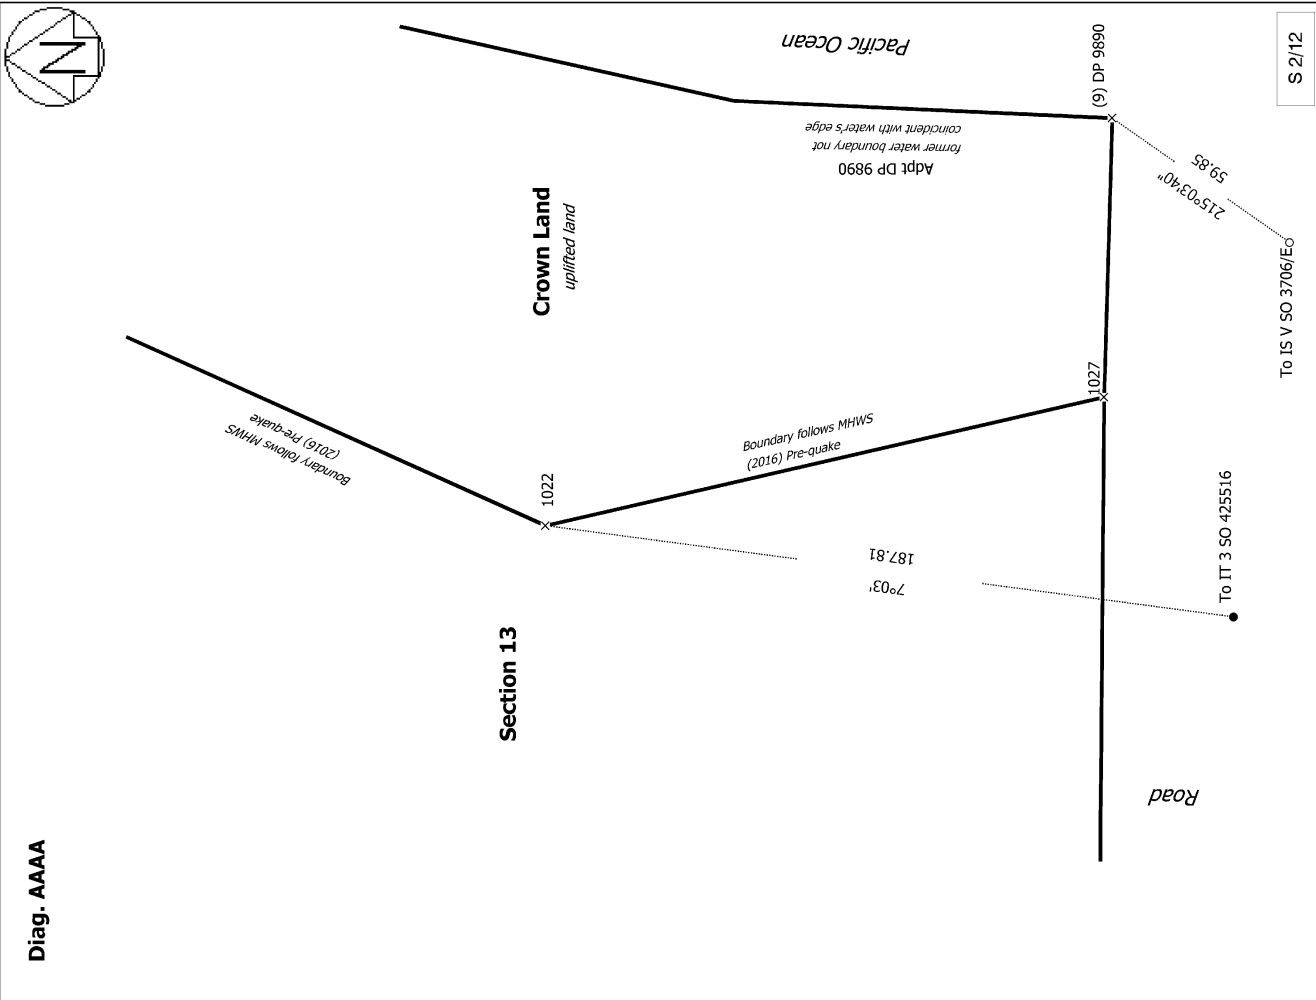 Diag. AAAA
N
Pacific Ocean
(9) DP 9890
S 2/12
former water boundary not
coincident with water's edge
Adpt DP 9890
59.85
215°03'40"
To IS V SO 3706/E
Crown Land
uplifted land
Boundary follows MHWS
(2016) Pre-quake
1022
Boundary follows MHWS
(2016) Pre-quake
1027
187.81
7°03'
To IT 3 SO 425516
Section 13
Road